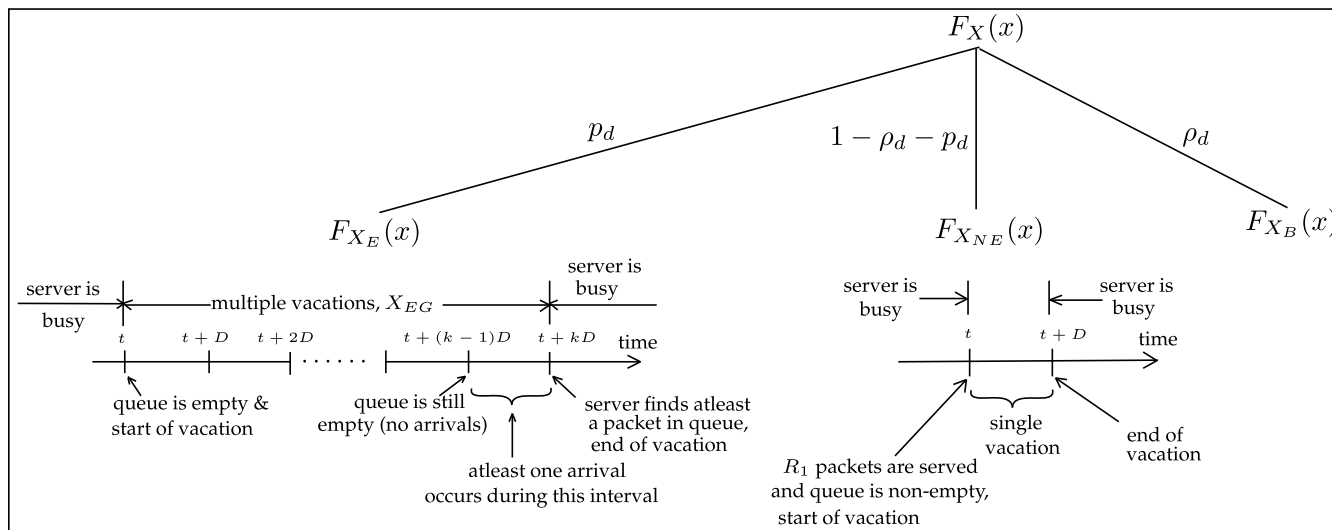 F_X(x)
p_d
1 − ρ_d − p_d
ρ_d
F_{X_E}(x)
F_{X_{NE}}(x)
F_{X_B}(x)
server is
busy
multiple vacations, X_{EG}
server is
busy
t
t + D
t + 2D
t + (k − 1)D
t + kD
time
· · · · · ·
queue is empty &
start of vacation
queue is still
empty (no arrivals)
server finds atleast
a packet in queue,
end of vacation
atleast one arrival
occurs during this interval
server is
busy
server is
busy
t
t + D
time
single
vacation
end of
vacation
R_1 packets are served
and queue is non-empty,
start of vacation